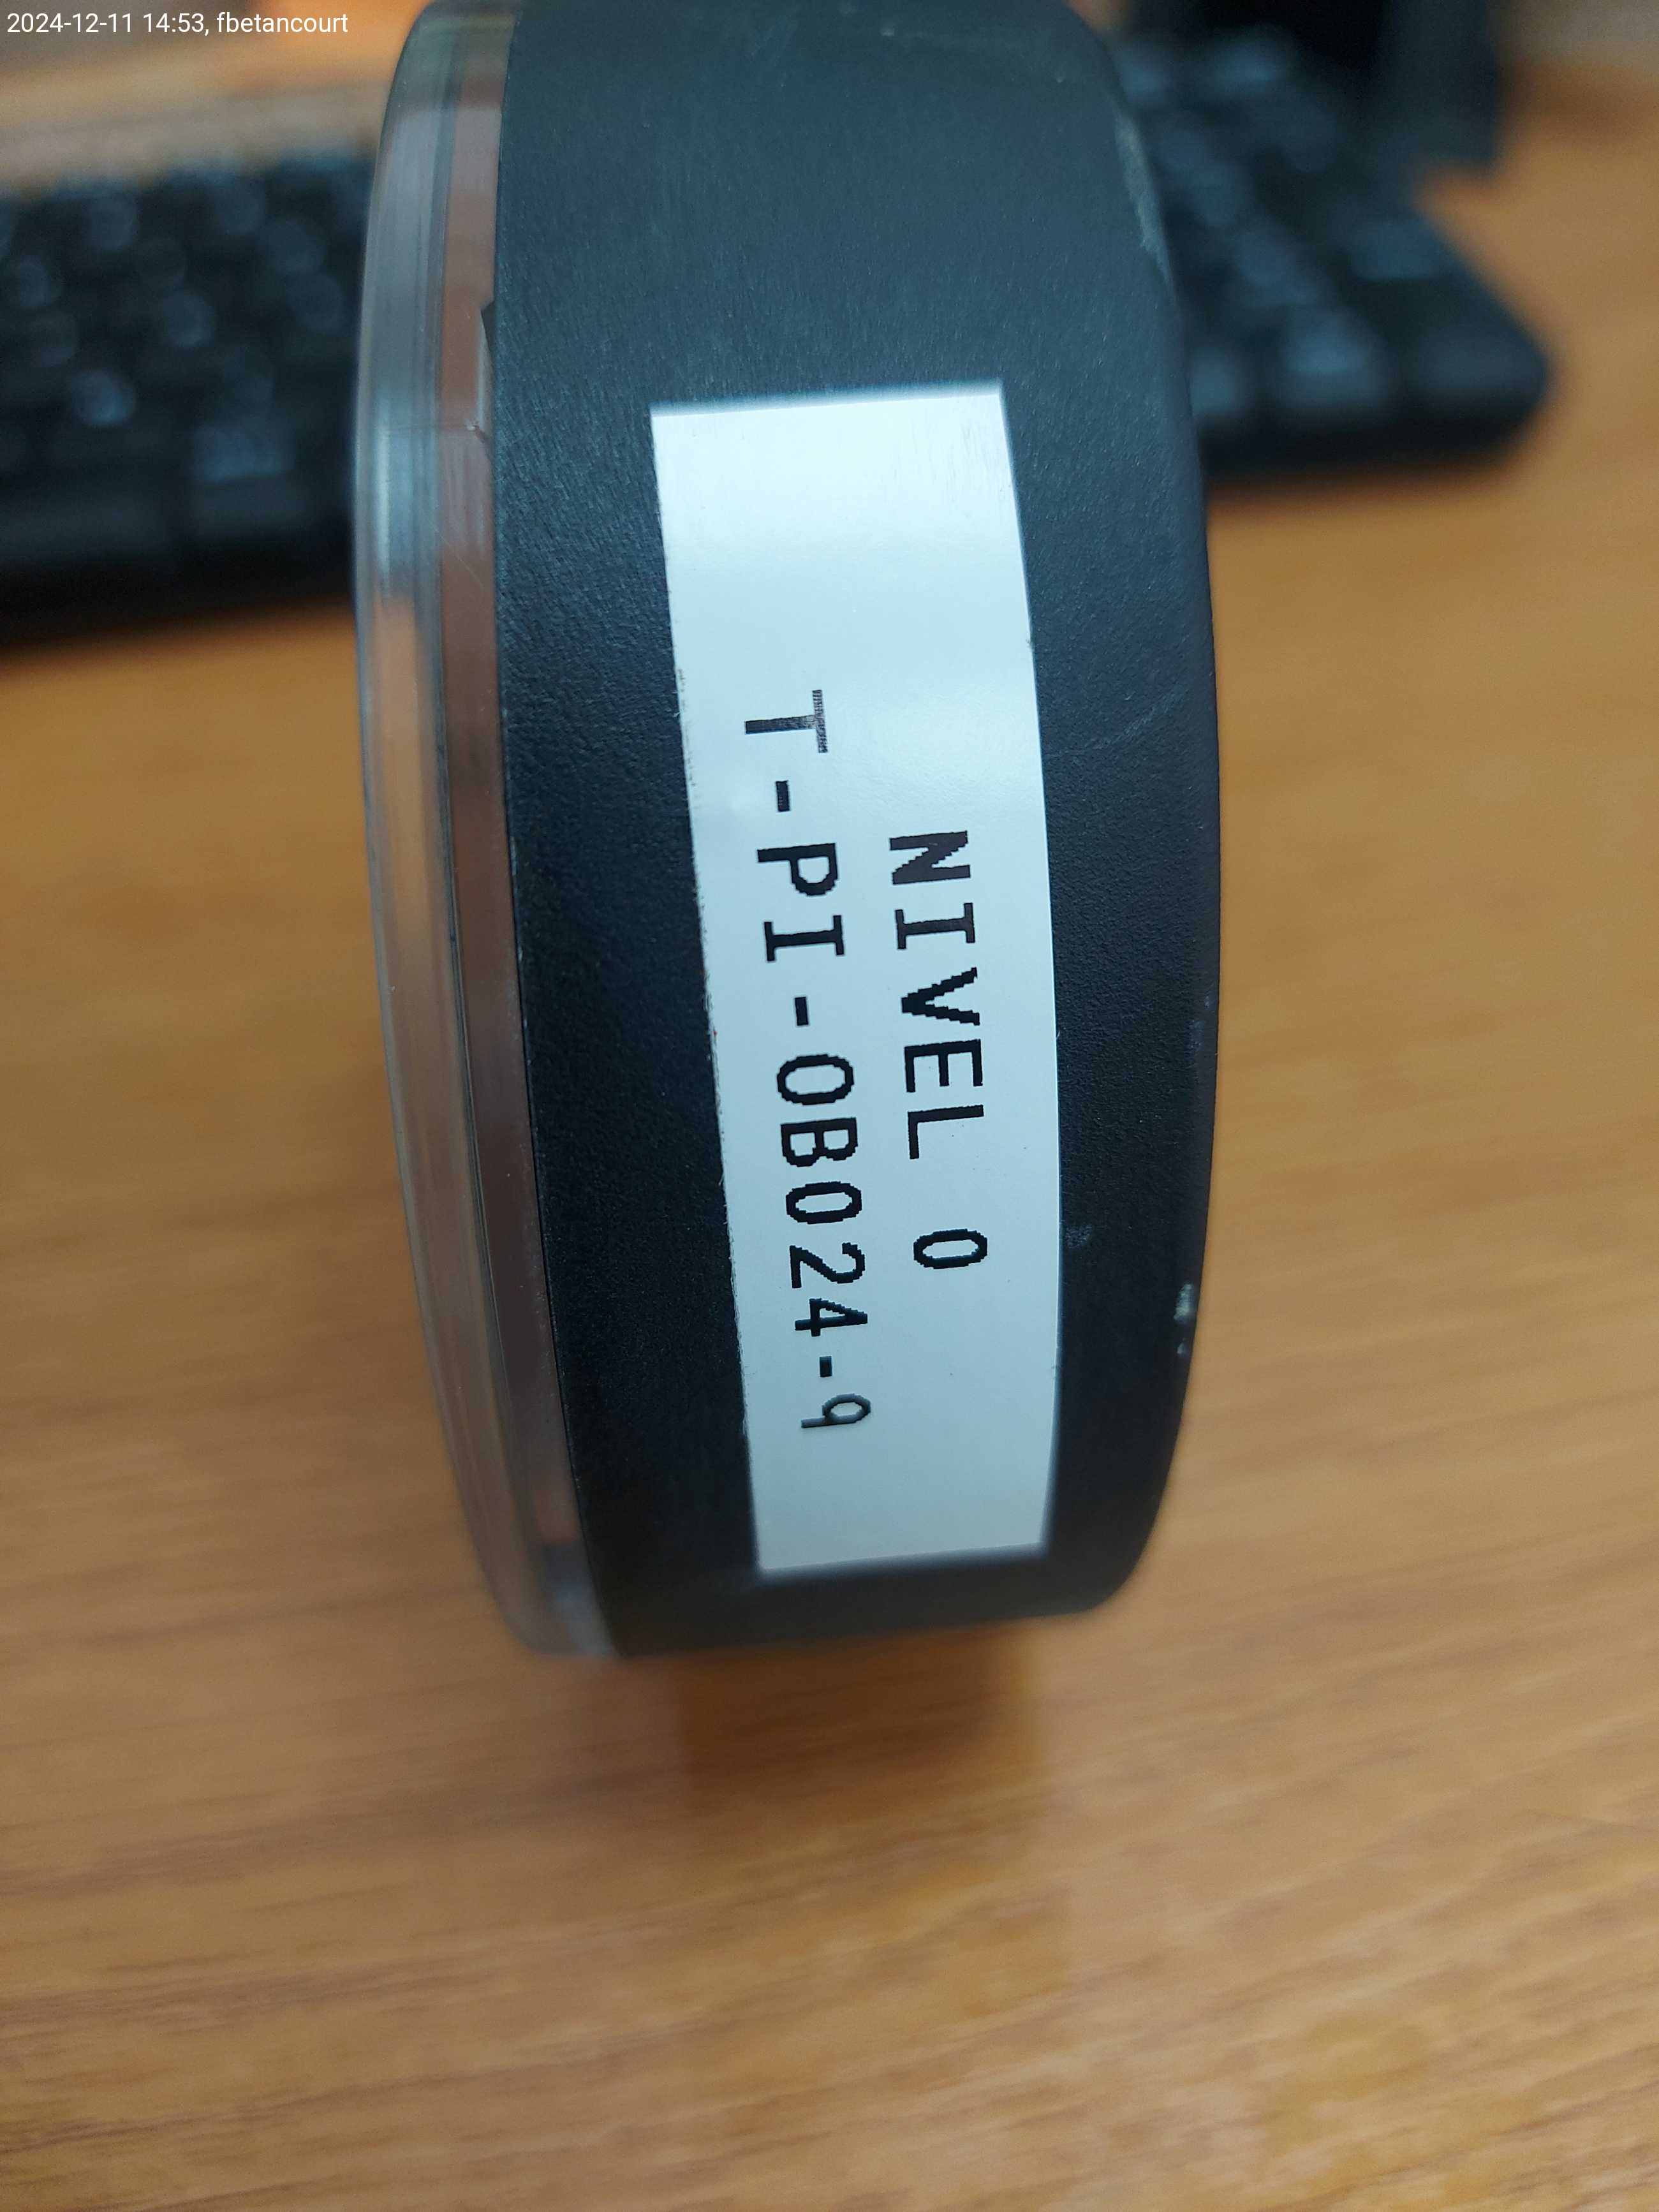 2024-12-11 14:53, fbetancourt
NIVEL 0
T-PI-0B024-9